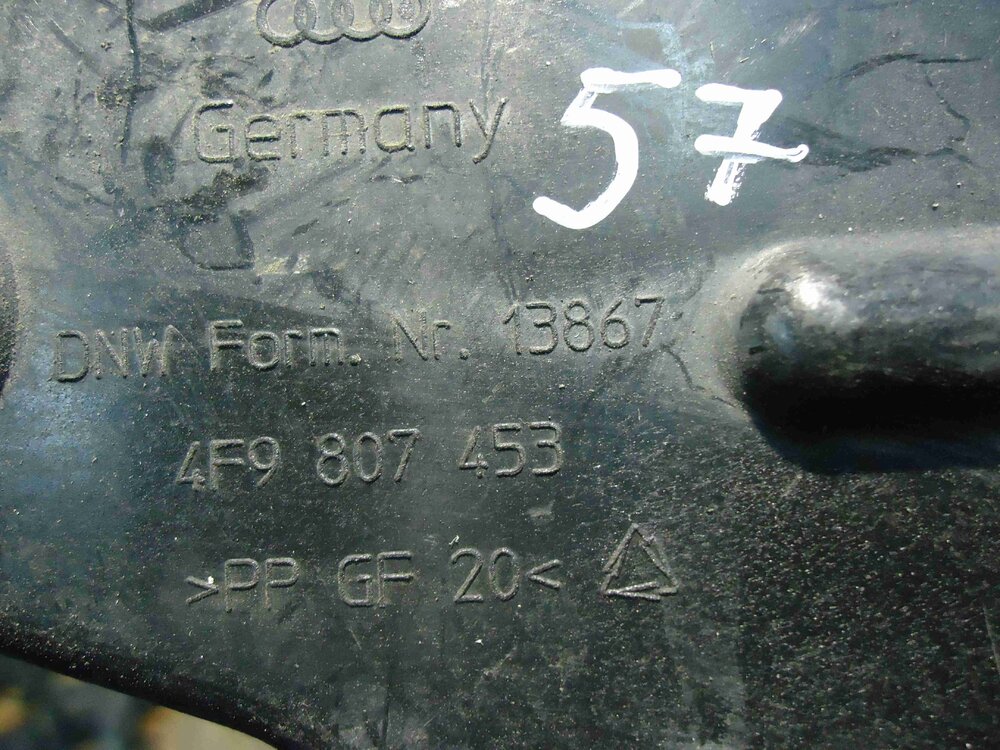 Germany 57
DNW Form. Nr. 13867
4F9 807 453
>PP GF 20<